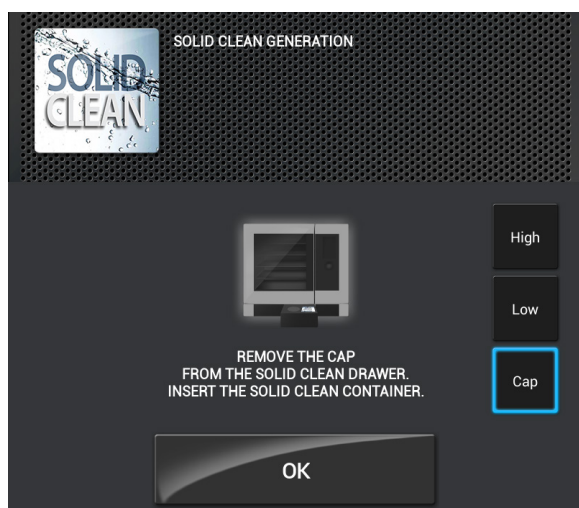 SOLID CLEAN GENERATION
SOLID
CLEAN
High
Low
REMOVE THE CAP
FROM THE SOLID CLEAN DRAWER.
INSERT THE SOLID CLEAN CONTAINER.
Cap
OK